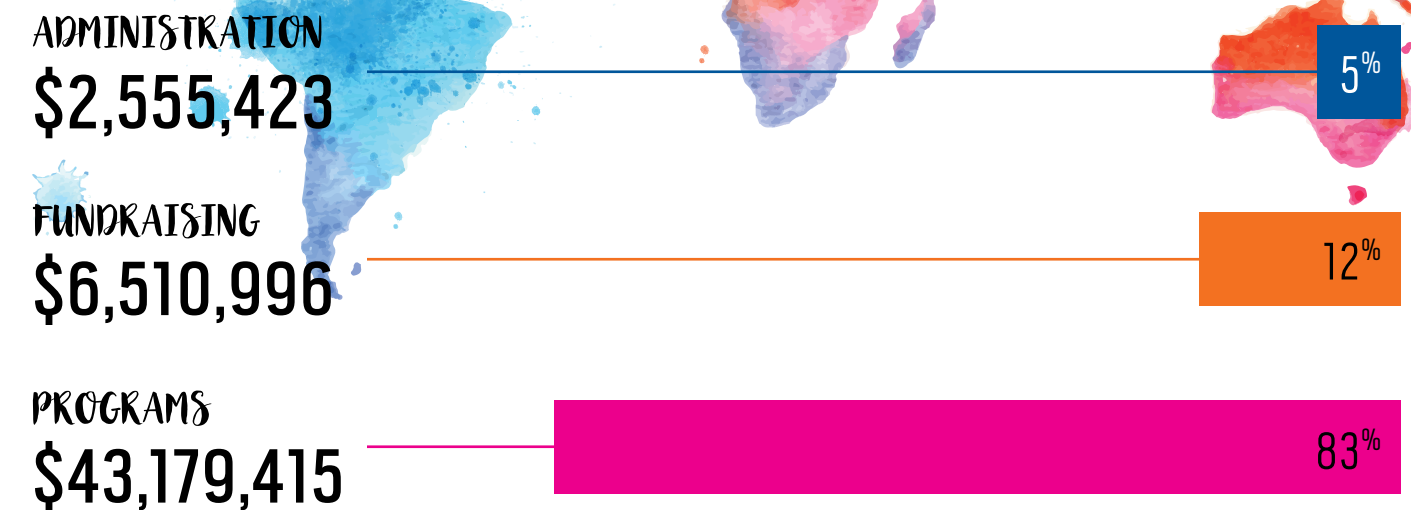 ADMINISTRATION
$2,555,423
5%
FUNDRAISING
$6,510,996
12%
PROGRAMS
$43,179,415
83%